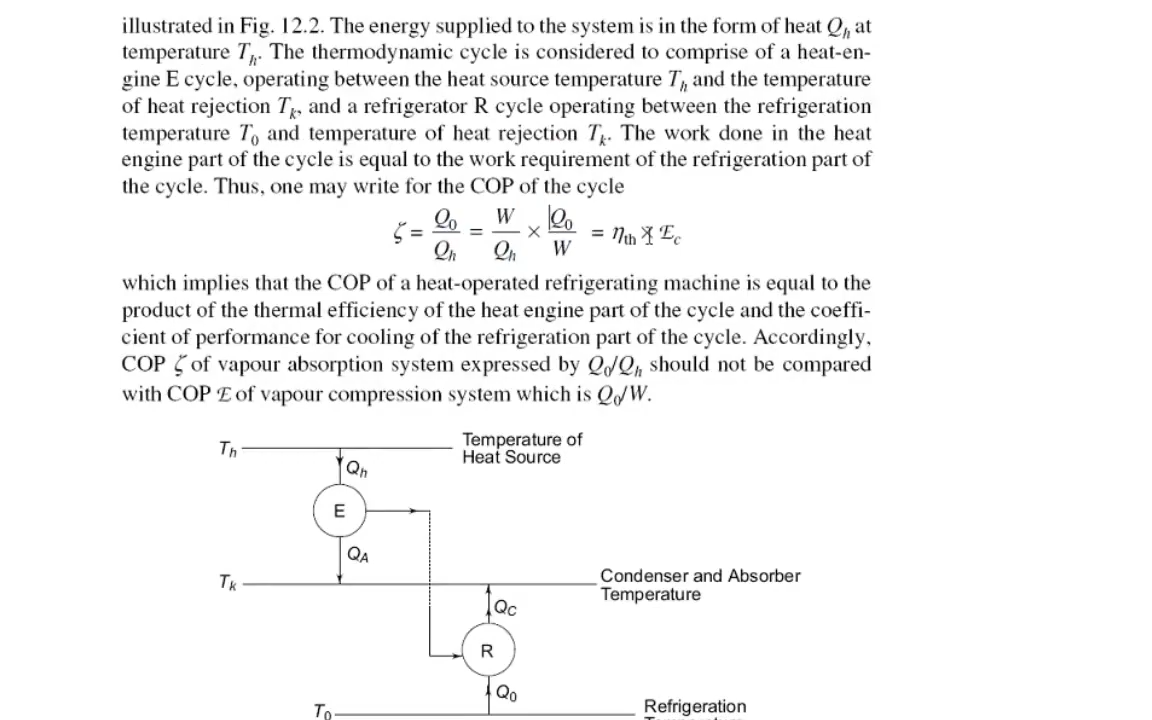 illustrated in Fig. 12.2. The energy supplied to the system is in the form of heat Qh at
temperature Th. The thermodynamic cycle is considered to comprise of a heat-en-
gine E cycle, operating between the heat source temperature Th and the temperature
of heat rejection Tk, and a refrigerator R cycle operating between the refrigeration
temperature T0 and temperature of heat rejection Tk. The work done in the heat
engine part of the cycle is equal to the work requirement of the refrigeration part of
the cycle. Thus, one may write for the COP of the cycle
ζ = Q0/Qh = W/Qh × Q0/W = ηth × Ec
which implies that the COP of a heat-operated refrigerating machine is equal to the
product of the thermal efficiency of the heat engine part of the cycle and the coeffi-
cient of performance for cooling of the refrigeration part of the cycle. Accordingly,
COP ζ of vapour absorption system expressed by Q0/Qh should not be compared
with COP E of vapour compression system which is Q0/W.
Th
Temperature of
Heat Source
Qh
E
QA
Tk
Condenser and Absorber
Temperature
QC
R
Q0
T0
Refrigeration